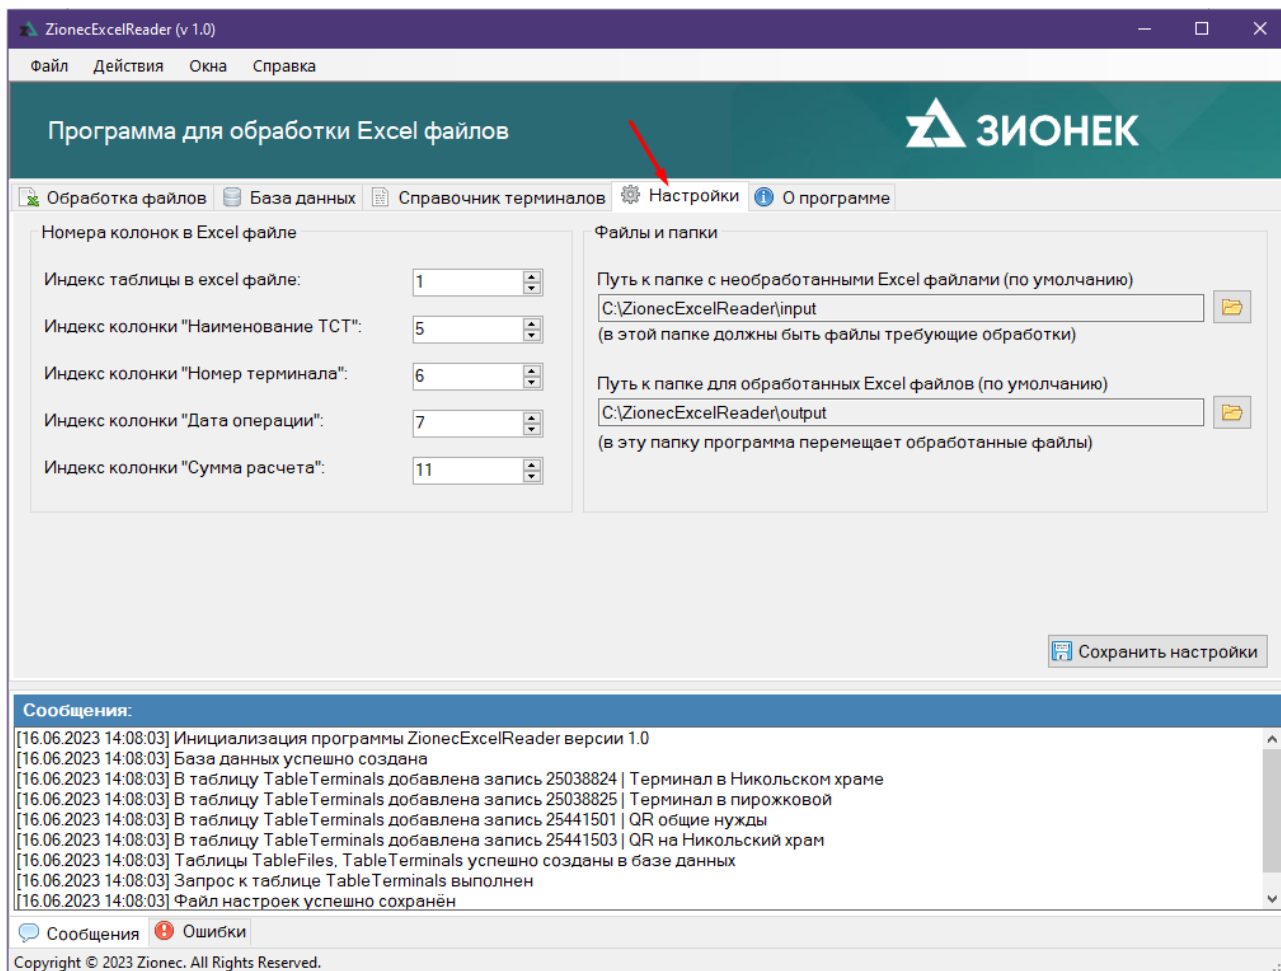 ZionecExcelReader (v 1.0)
Файл Действия Окна Справка
Программа для обработки Excel файлов
ЗИОНЕК
Обработка файлов База данных Справочник терминалов Настройки О программе
Номера колонок в Excel файле
Индекс таблицы в excel файле: 1
Индекс колонки "Наименование ТСТ": 5
Индекс колонки "Номер терминала": 6
Индекс колонки "Дата операции": 7
Индекс колонки "Сумма расчета": 11
Файлы и папки
Путь к папке с необработанными Excel файлами (по умолчанию)
C:\ZionecExcelReader\input
(в этой папке должны быть файлы требующие обработки)
Путь к папке для обработанных Excel файлов (по умолчанию)
C:\ZionecExcelReader\output
(в эту папку программа перемещает обработанные файлы)
Сохранить настройки
Сообщения:
[16.06.2023 14:08:03] Инициализация программы ZionecExcelReader версии 1.0
[16.06.2023 14:08:03] База данных успешно создана
[16.06.2023 14:08:03] В таблицу TableTerminals добавлена запись 25038824 | Терминал в Никольском храме
[16.06.2023 14:08:03] В таблицу TableTerminals добавлена запись 25038825 | Терминал в пирожковой
[16.06.2023 14:08:03] В таблицу TableTerminals добавлена запись 25441501 | QR общие нужды
[16.06.2023 14:08:03] В таблицу TableTerminals добавлена запись 25441503 | QR на Никольский храм
[16.06.2023 14:08:03] Таблицы TableFiles, TableTerminals успешно созданы в базе данных
[16.06.2023 14:08:03] Запрос к таблице TableTerminals выполнен
[16.06.2023 14:08:03] Файл настроек успешно сохранён
Сообщения Ошибки
Copyright © 2023 Zionec. All Rights Reserved.